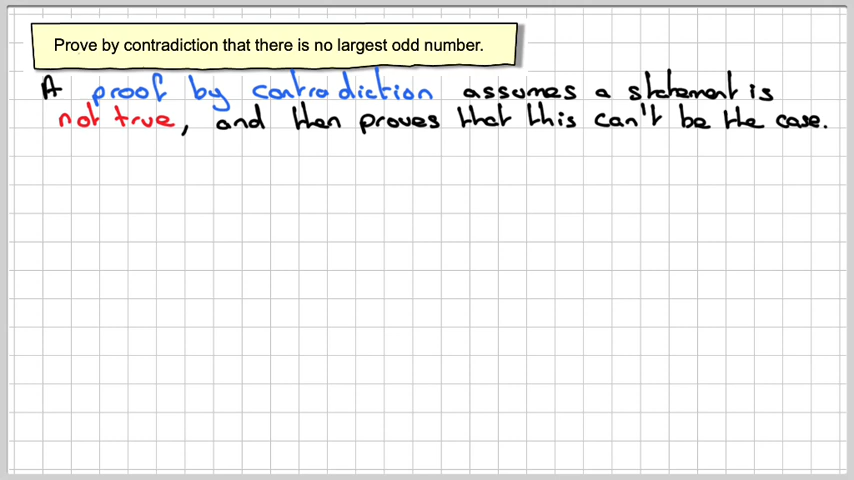 Prove by contradiction that there is no largest odd number.
A proof by contradiction assumes a statement is
not true, and then proves that this can't be the case.